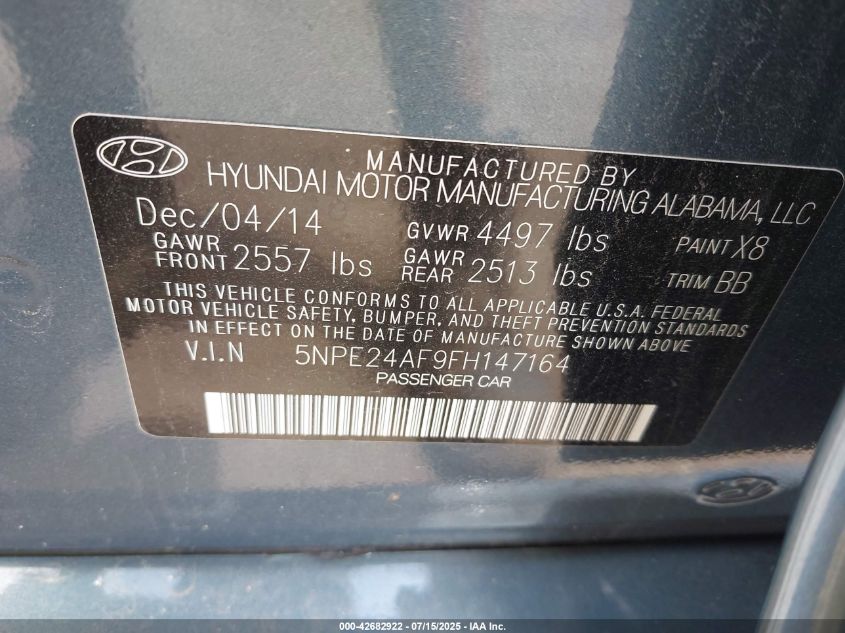 MANUFACTURED BY
HYUNDAI MOTOR MANUFACTURING ALABAMA, LLC
Dec/04/14 GVWR 4497 lbs PAINT X8
GAWR FRONT 2557 lbs GAWR REAR 2513 lbs TRIM BB
THIS VEHICLE CONFORMS TO ALL APPLICABLE U.S.A. FEDERAL
MOTOR VEHICLE SAFETY, BUMPER, AND THEFT PREVENTION STANDARDS
IN EFFECT ON THE DATE OF MANUFACTURE SHOWN ABOVE
V.I.N 5NPE24AF9FH147164
PASSENGER CAR
000-42682922 - 07/15/2025 - IAA Inc.